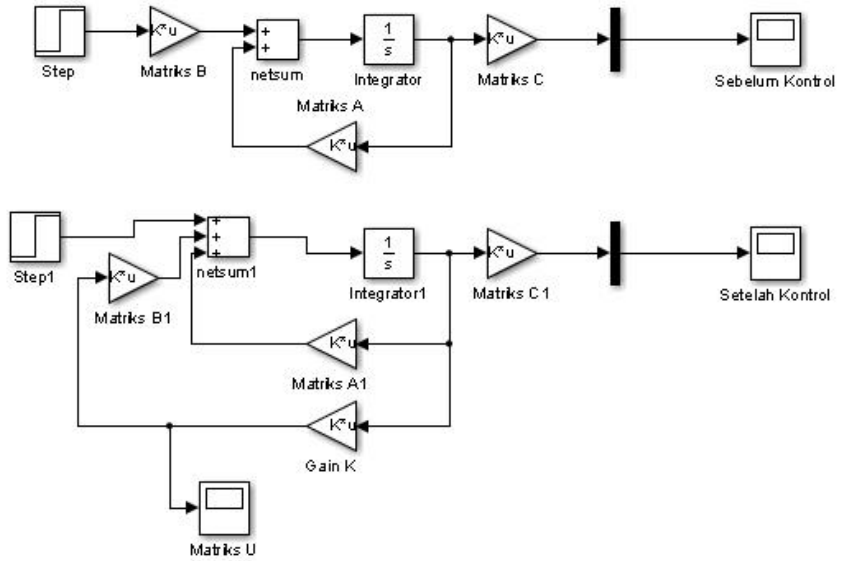 Step
K*u
Matriks B
+
+
netsum
1
s
Integrator
K*u
Matriks C
Sebelum Kontrol
Matriks A
K*u
Step1
K*u
Matriks B1
+
+
+
netsum1
1
s
Integrator1
K*u
Matriks C1
Setelah Kontrol
K*u
Matriks A1
K*u
Gain K
Matriks U